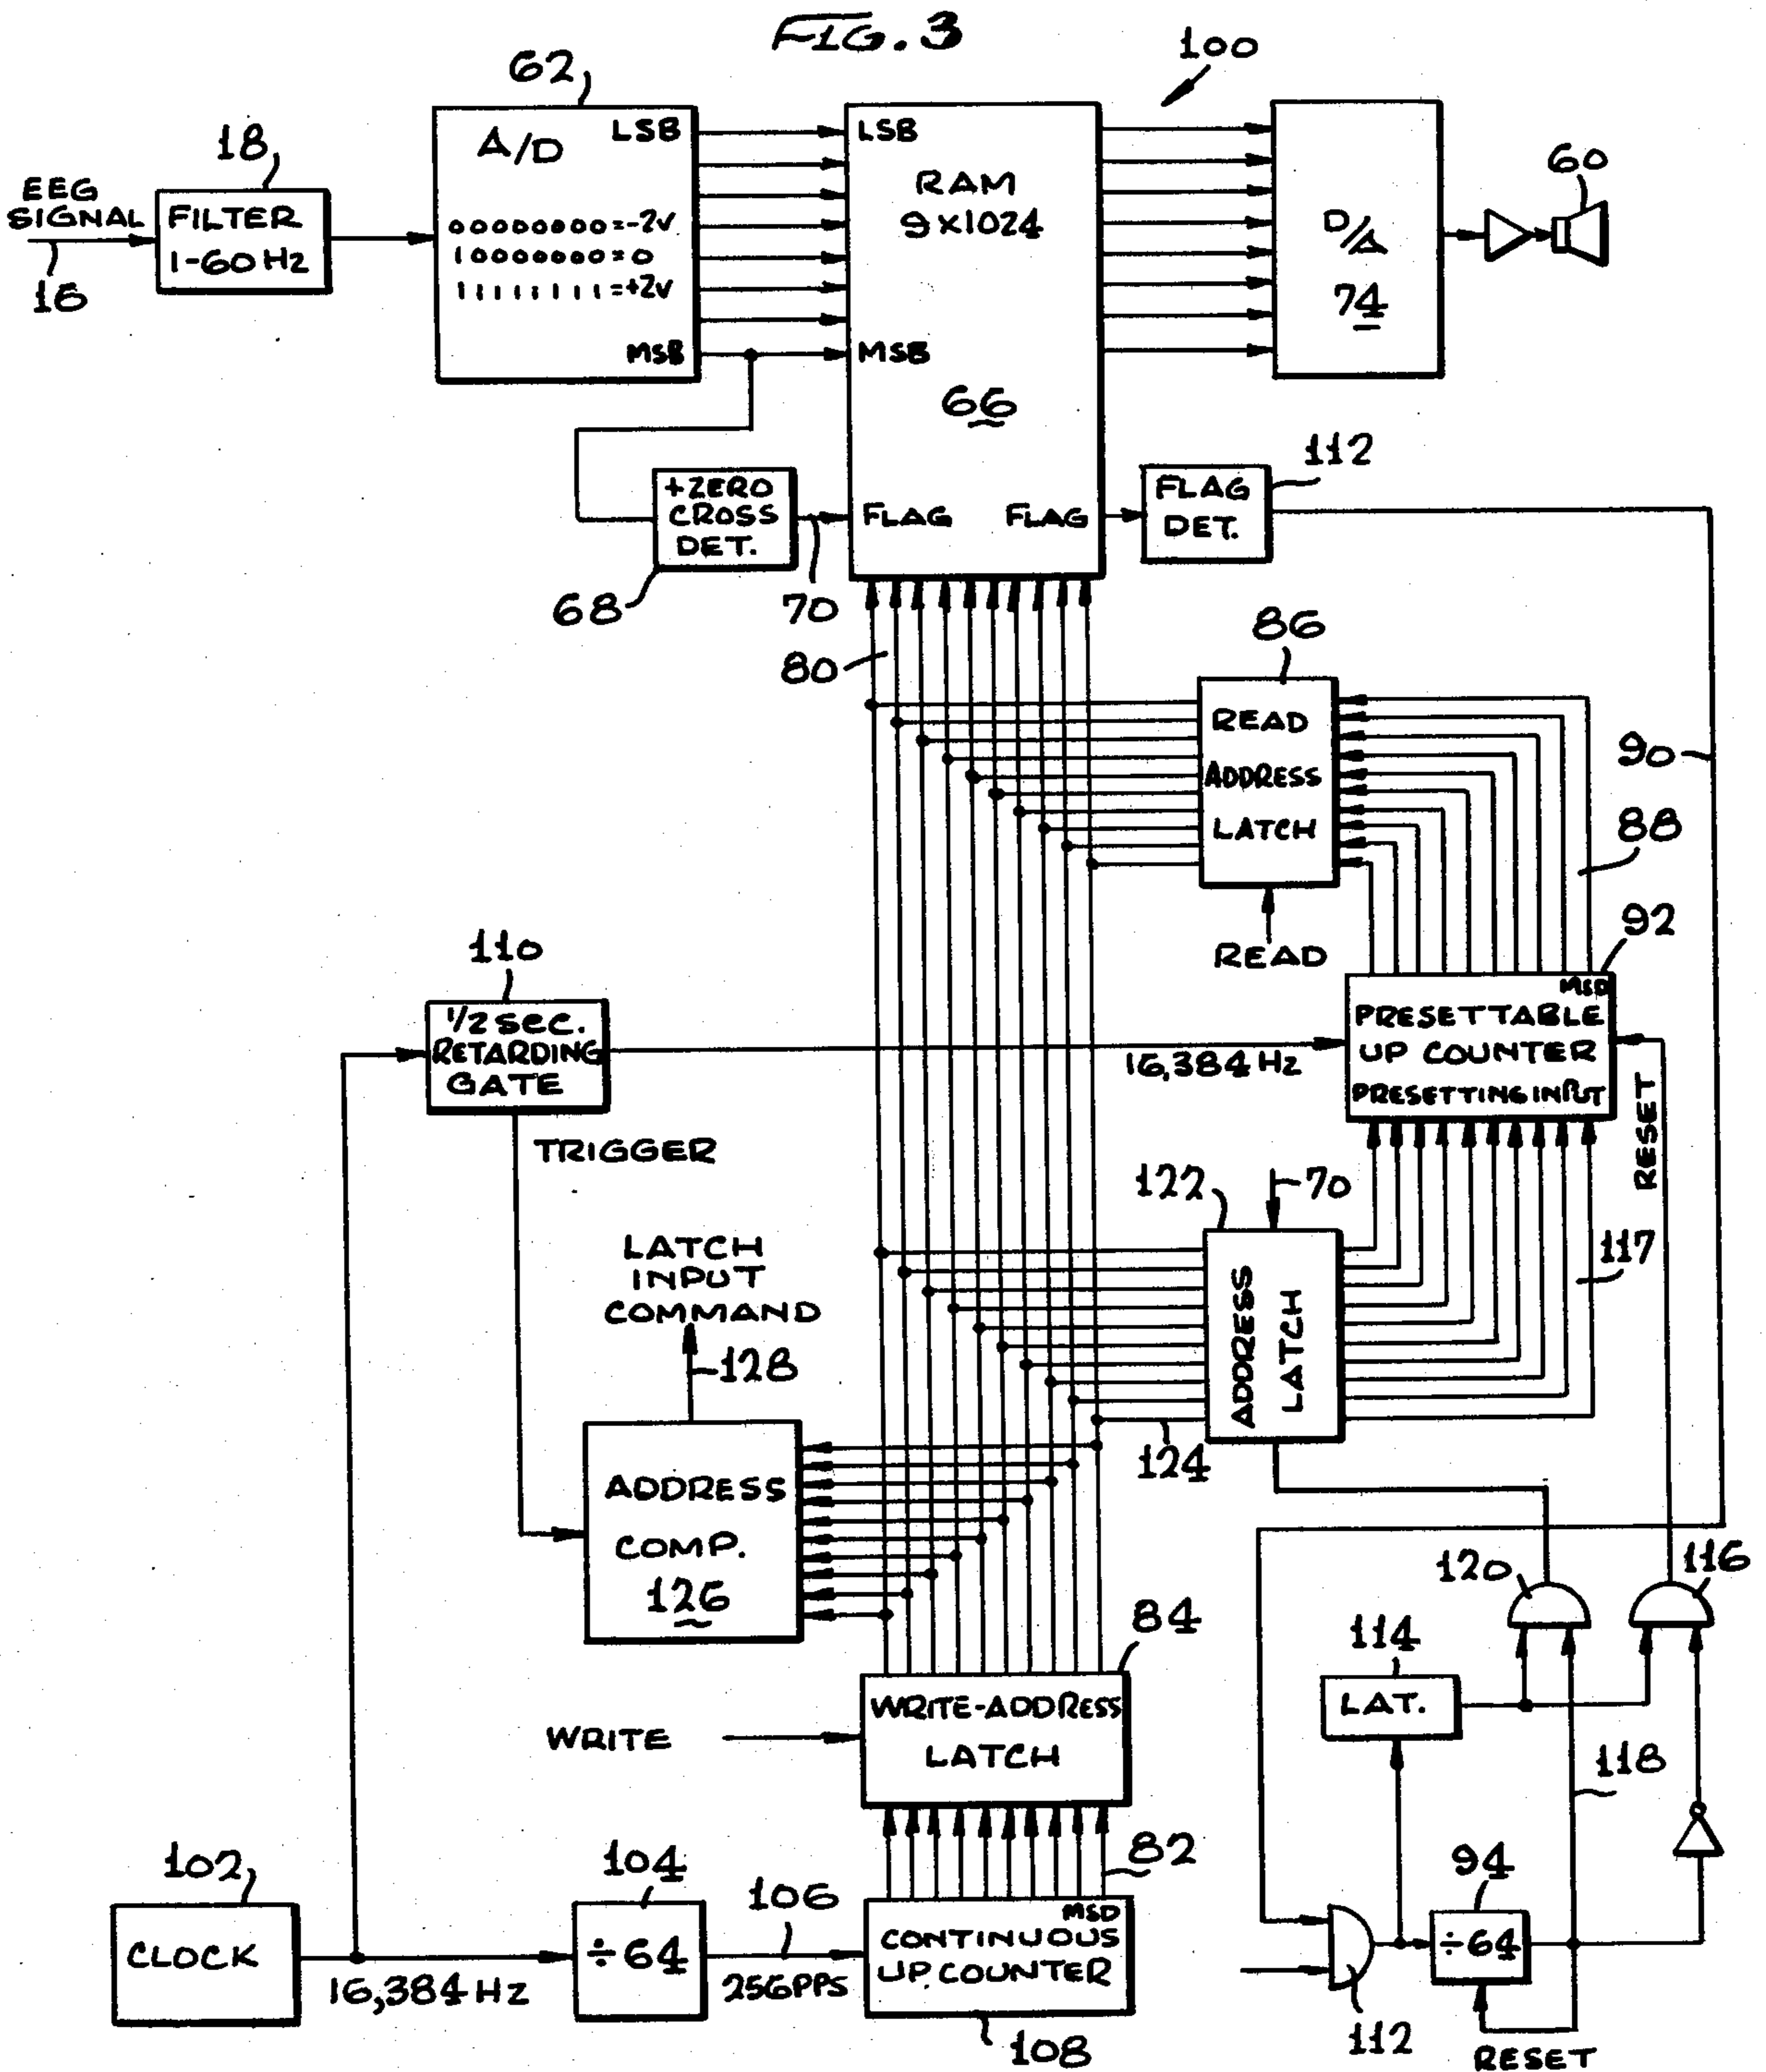 FIG. 3
100
62
A/D
LSB
00000000=-2V
10000000=0
11111111=+2V
MSB
18
EEG
SIGNAL
16
FILTER
1-60 Hz
LSB
RAM
9X1024
MSB
66
FLAG
FLAG
D/A
74
60
+ZERO
CROSS
DET.
68
70
FLAG
DET.
112
80
86
READ
ADDRESS
LATCH
READ
90
88
92
MSD
PRESETTABLE
UP COUNTER
PRESETTING INPUT
110
1/2 SEC.
RETARDING
GATE
16,384 Hz
TRIGGER
RESET
122
70
ADDRESS
LATCH
117
124
LATCH
INPUT
COMMAND
128
ADDRESS
COMP.
126
120
116
84
WRITE-ADDRESS
LATCH
WRITE
114
LAT.
118
82
102
CLOCK
16,384 Hz
104
÷64
106
256PPS
MSD
CONTINUOUS
UP COUNTER
108
94
÷64
112
RESET